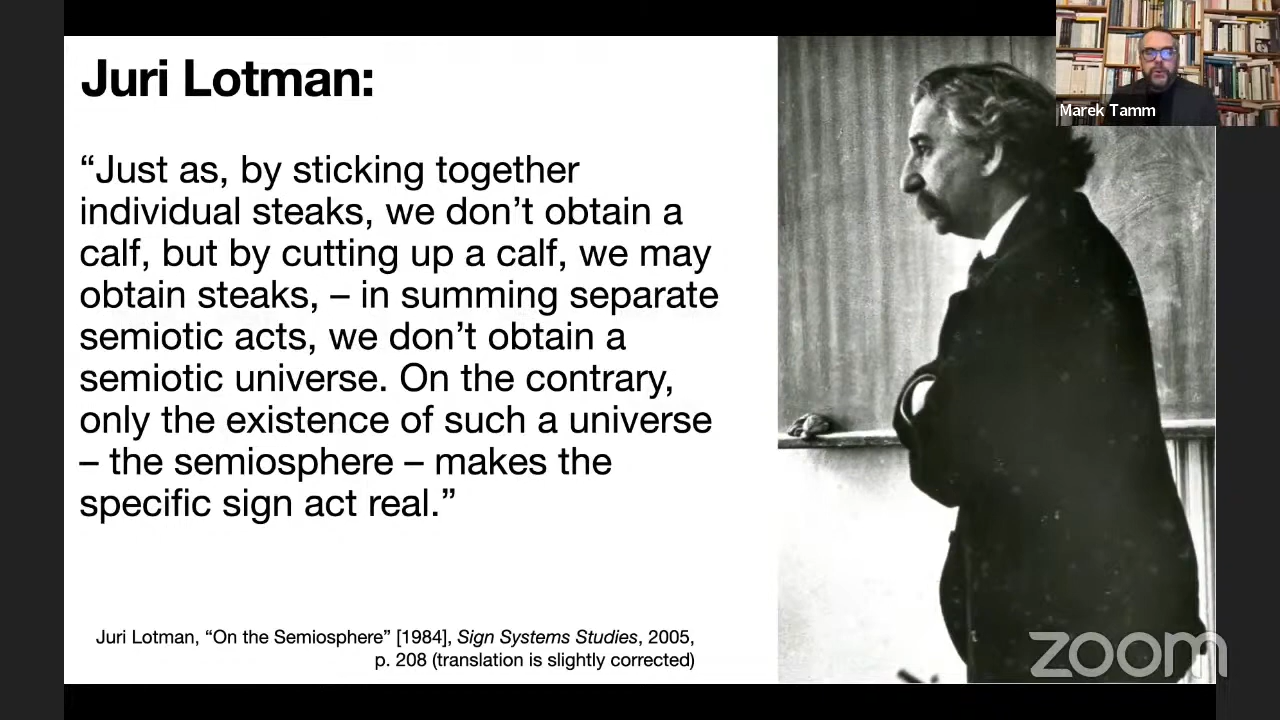 Juri Lotman:
“Just as, by sticking together
individual steaks, we don’t obtain a
calf, but by cutting up a calf, we may
obtain steaks, – in summing separate
semiotic acts, we don’t obtain a
semiotic universe. On the contrary,
only the existence of such a universe
– the semiosphere – makes the
specific sign act real.”
Juri Lotman, “On the Semiosphere” [1984], Sign Systems Studies, 2005,
p. 208 (translation is slightly corrected)
Marek Tamm
zoom